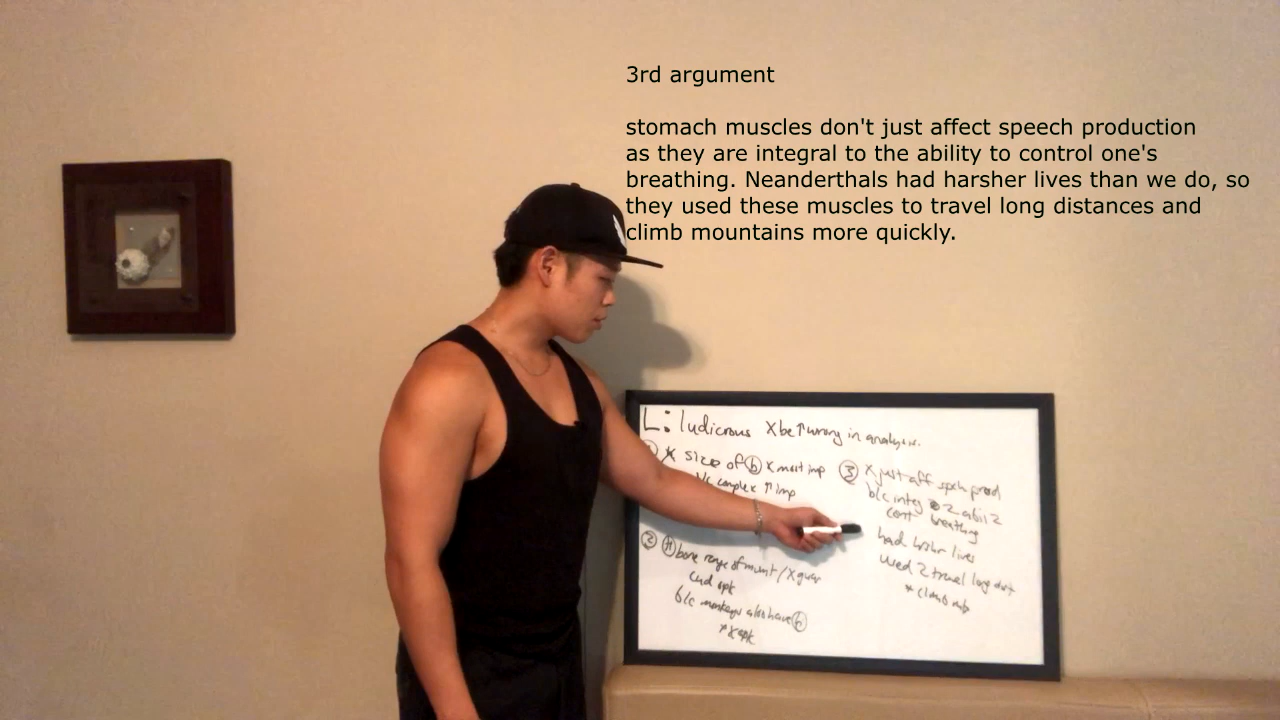 3rd argument
stomach muscles don't just affect speech production
as they are integral to the ability to control one's
breathing. Neanderthals had harsher lives than we do, so
they used these muscles to travel long distances and
climb mountains more quickly.
L: ludicrous X be ↑ wrong in analysis.
X size of b X most imp
b/c complex ↑ imp
② H bone range of mvmnt / X guar
cud spk
b/c monkeys also have h
X spk
③ X just aff spch prod
b/c integ 2 abil 2
cont breathing
had hrshr lives
used 2 travel long dist
+ climb mts